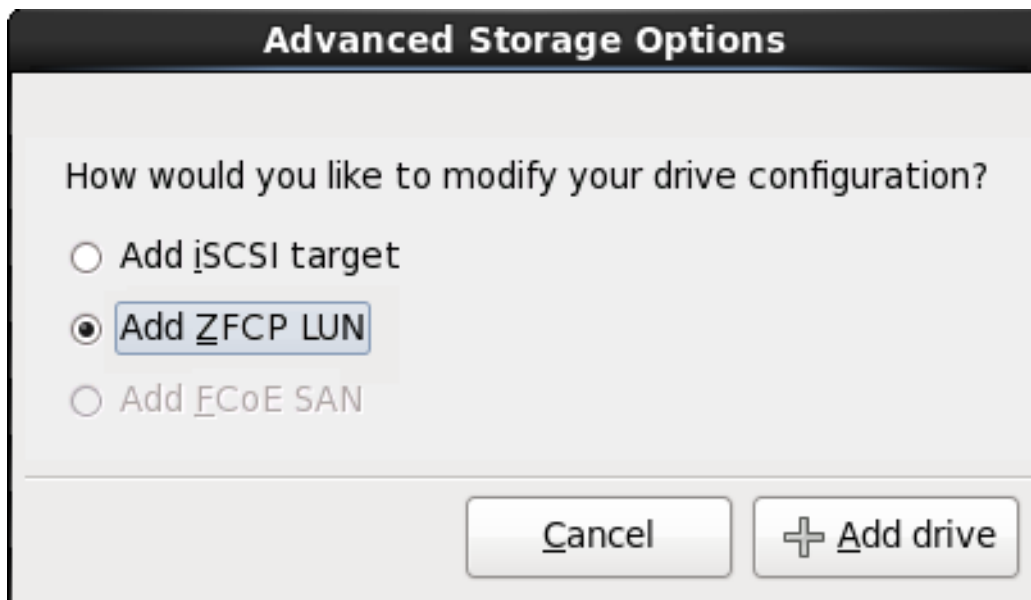 Advanced Storage Options
How would you like to modify your drive configuration?
Add iSCSI target
Add ZFCP LUN
Add FCoE SAN
Cancel
Add drive